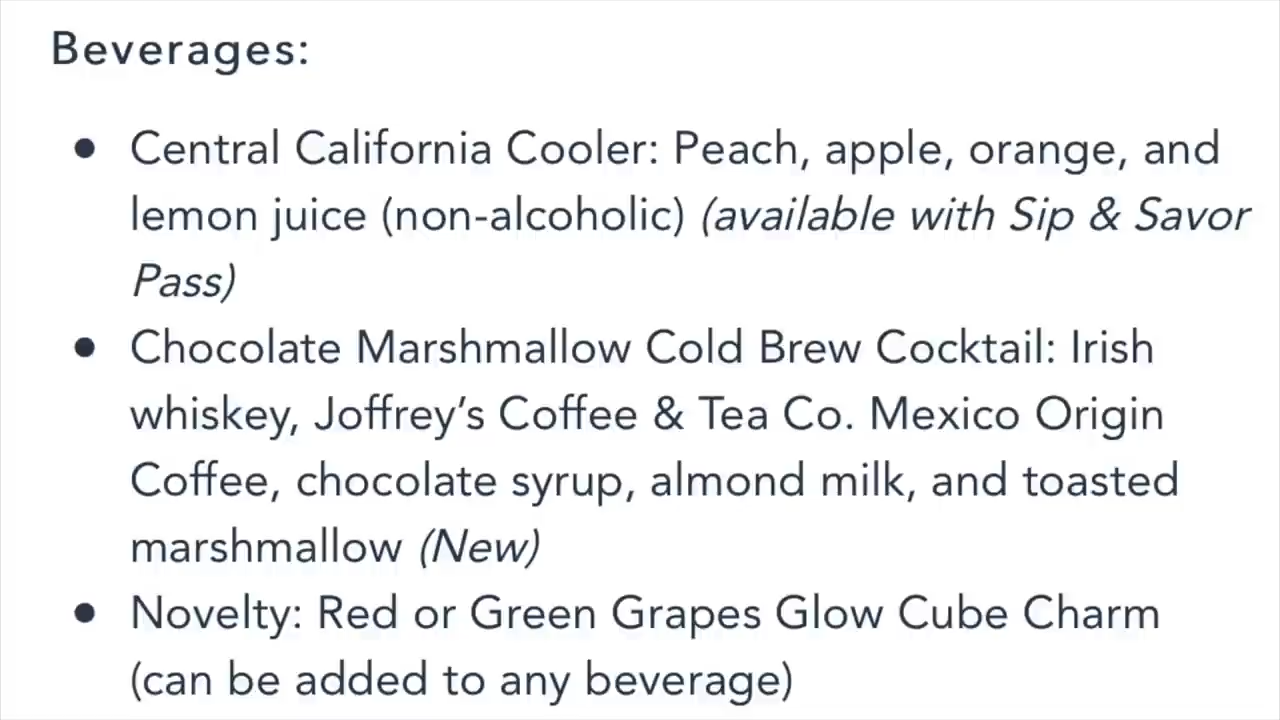 Beverages:
• Central California Cooler: Peach, apple, orange, and
lemon juice (non-alcoholic) (available with Sip & Savor
Pass)
• Chocolate Marshmallow Cold Brew Cocktail: Irish
whiskey, Joffrey’s Coffee & Tea Co. Mexico Origin
Coffee, chocolate syrup, almond milk, and toasted
marshmallow (New)
• Novelty: Red or Green Grapes Glow Cube Charm
(can be added to any beverage)